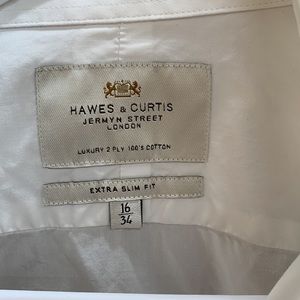 HAWES & CURTIS
JERMYN STREET
LONDON
LUXURY 2 PLY 100'S COTTON
EXTRA SLIM FIT
16
34